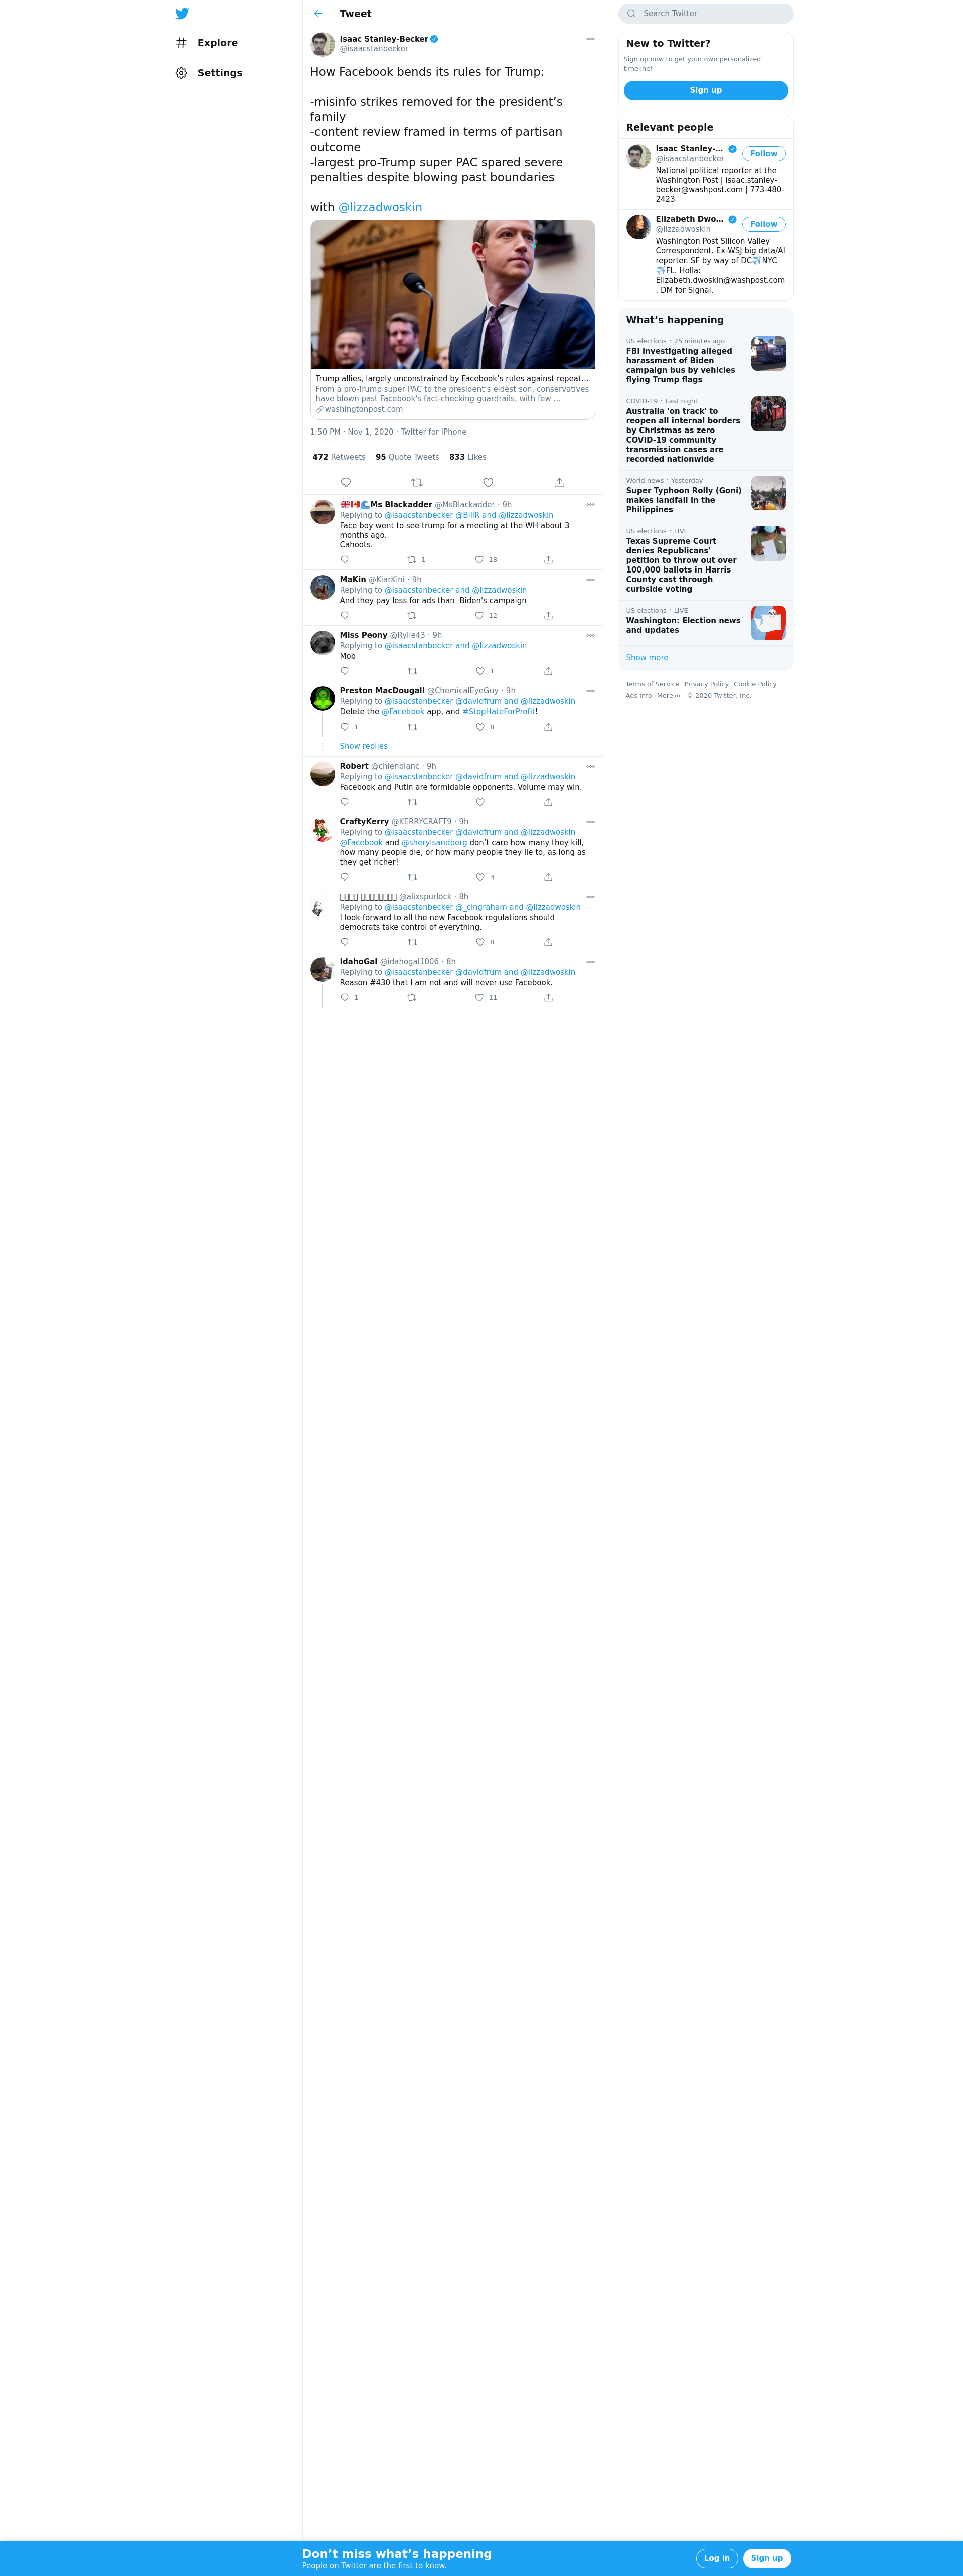 Explore
Settings
Tweet
Isaac Stanley-Becker
@isaacstanbecker
How Facebook bends its rules for Trump:
-misinfo strikes removed for the president’s
family
-content review framed in terms of partisan
outcome
-largest pro-Trump super PAC spared severe
penalties despite blowing past boundaries
with @lizzadwoskin
Trump allies, largely unconstrained by Facebook’s rules against repeat…
From a pro-Trump super PAC to the president’s eldest son, conservatives
have blown past Facebook's fact-checking guardrails, with few …
washingtonpost.com
1:50 PM · Nov 1, 2020 · Twitter for iPhone
472 Retweets 95 Quote Tweets 833 Likes
Ms Blackadder @MsBlackadder · 9h
Replying to @isaacstanbecker @BillR and @lizzadwoskin
Face boy went to see trump for a meeting at the WH about 3
months ago.
Cahoots.
1 18
MaKin @KiarKini · 9h
Replying to @isaacstanbecker and @lizzadwoskin
And they pay less for ads than Biden's campaign
12
Miss Peony @Rylie43 · 9h
Replying to @isaacstanbecker and @lizzadwoskin
Mob
1
Preston MacDougall @ChemicalEyeGuy · 9h
Replying to @isaacstanbecker @davidfrum and @lizzadwoskin
Delete the @Facebook app, and #StopHateForProfit!
1 8
Show replies
Robert @chienblanc · 9h
Replying to @isaacstanbecker @davidfrum and @lizzadwoskin
Facebook and Putin are formidable opponents. Volume may win.
CraftyKerry @KERRYCRAFT9 · 9h
Replying to @isaacstanbecker @davidfrum and @lizzadwoskin
@Facebook and @sherylsandberg don’t care how many they kill,
how many people die, or how many people they lie to, as long as
they get richer!
3
@alixspurlock · 8h
Replying to @isaacstanbecker @_cingraham and @lizzadwoskin
I look forward to all the new Facebook regulations should
democrats take control of everything.
8
IdahoGal @idahogal1006 · 8h
Replying to @isaacstanbecker @davidfrum and @lizzadwoskin
Reason #430 that I am not and will never use Facebook.
1 11
Search Twitter
New to Twitter?
Sign up now to get your own personalized
timeline!
Sign up
Relevant people
Isaac Stanley-…
@isaacstanbecker
Follow
National political reporter at the
Washington Post | isaac.stanley-
becker@washpost.com | 773-480-
2423
Elizabeth Dwo…
@lizzadwoskin
Follow
Washington Post Silicon Valley
Correspondent. Ex-WSJ big data/AI
reporter. SF by way of DC✈️NYC
✈️FL. Holla:
Elizabeth.dwoskin@washpost.com
. DM for Signal.
What’s happening
US elections · 25 minutes ago
FBI investigating alleged
harassment of Biden
campaign bus by vehicles
flying Trump flags
COVID-19 · Last night
Australia 'on track' to
reopen all internal borders
by Christmas as zero
COVID-19 community
transmission cases are
recorded nationwide
World news · Yesterday
Super Typhoon Rolly (Goni)
makes landfall in the
Philippines
US elections · LIVE
Texas Supreme Court
denies Republicans'
petition to throw out over
100,000 ballots in Harris
County cast through
curbside voting
US elections · LIVE
Washington: Election news
and updates
Show more
Terms of Service Privacy Policy Cookie Policy
Ads info More © 2020 Twitter, Inc.
Don’t miss what’s happening
People on Twitter are the first to know.
Log in
Sign up